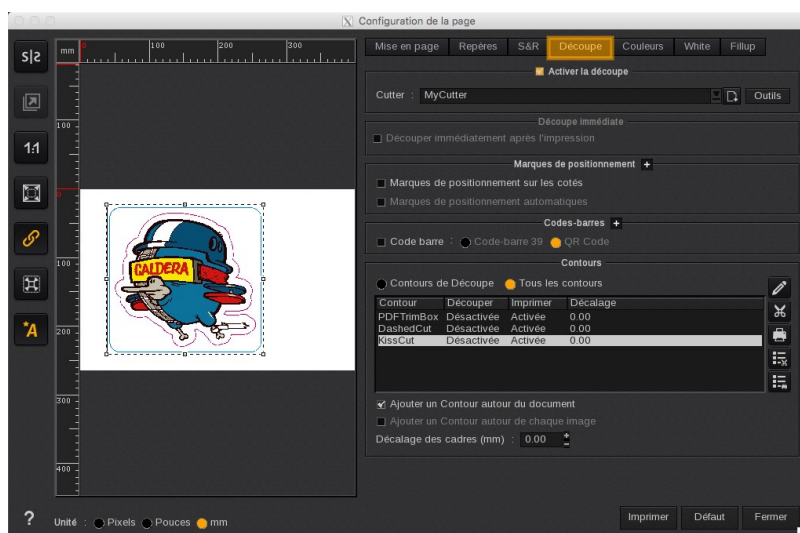 Configuration de la page
Mise en page Repères S&R Découpe Couleurs White Fillup
Activer la découpe
Cutter : MyCutter Outils
Découpe immédiate
Découper immédiatement après l'impression
Marques de positionnement +
Marques de positionnement sur les cotés
Marques de positionnement automatiques
Codes-barres +
Code barre : Code-barre 39 QR Code
Contours
Contours de Découpe Tous les contours
Contour Découper Imprimer Décalage
PDFTrimBox Désactivée Activée 0.00
DashedCut Désactivée Activée 0.00
KissCut Désactivée Activée 0.00
Ajouter un Contour autour du document
Ajouter un Contour autour de chaque image
Décalage des cadres (mm) : 0.00
Imprimer Défaut Fermer
mm 0 100 200 300
100
0
100
200
300
400
1:1
*A
CALDERA
? Unité : Pixels Pouces mm